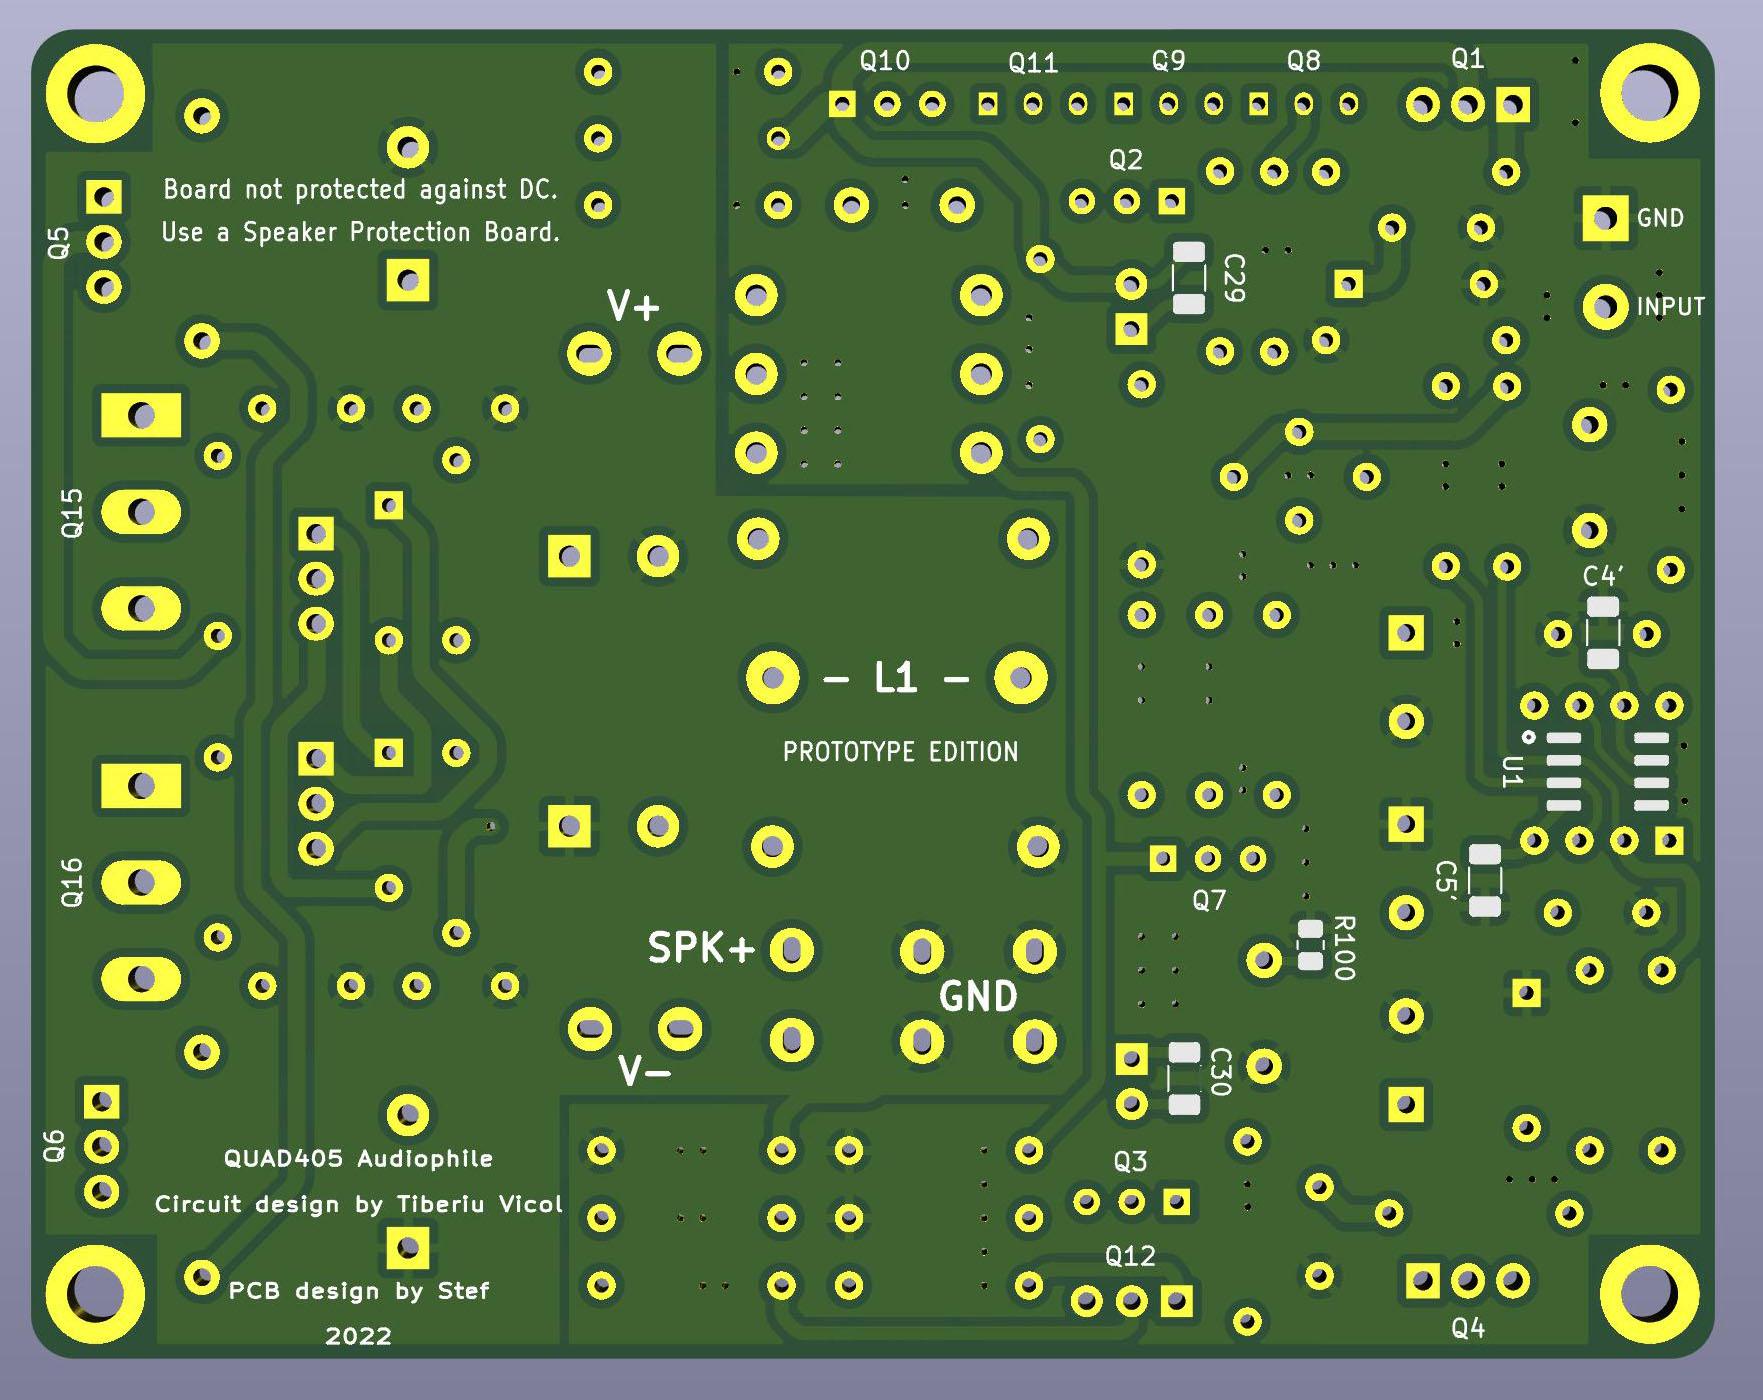 Q10
Q11
Q9
Q8
Q1
Q2
Board not protected against DC.
Use a Speaker Protection Board.
Q5
GND
INPUT
C29
V+
Q15
C4'
- L1 -
PROTOTYPE EDITION
U1
Q16
C5'
Q7
R100
SPK+
GND
V-
C30
Q6
QUAD405 Audiophile
Q3
Circuit design by Tiberiu Vicol
Q12
PCB design by Stef
2022
Q4